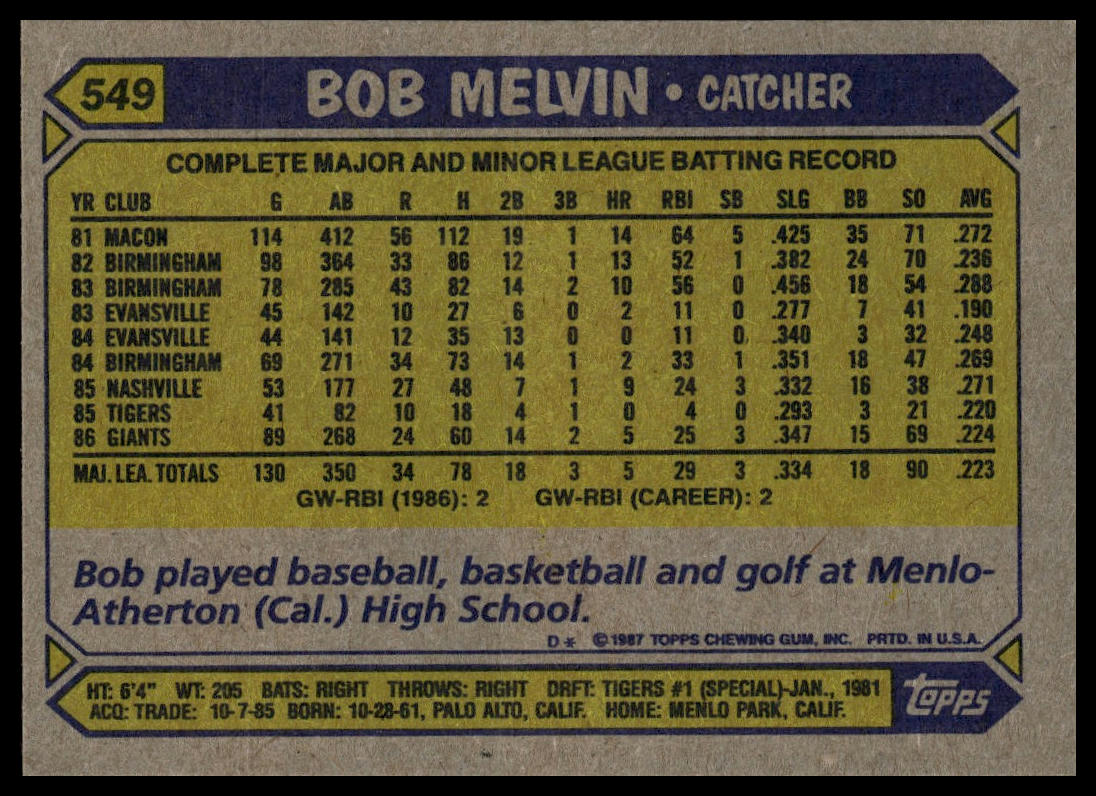 549 BOB MELVIN • CATCHER
COMPLETE MAJOR AND MINOR LEAGUE BATTING RECORD
YR CLUB G AB R H 2B 3B HR RBI SB SLG BB SO AVG
81 MACON 114 412 56 112 19 1 14 64 5 .425 35 71 .272
82 BIRMINGHAM 98 364 33 86 12 1 13 52 1 .382 24 70 .236
83 BIRMINGHAM 78 285 43 82 14 2 10 56 0 .456 18 54 .288
83 EVANSVILLE 45 142 10 27 6 0 2 11 0 .277 7 41 .190
84 EVANSVILLE 44 141 12 35 13 0 0 11 0 .340 3 32 .248
84 BIRMINGHAM 69 271 34 73 14 1 2 33 1 .351 18 47 .269
85 NASHVILLE 53 177 27 48 7 1 9 24 3 .332 16 38 .271
85 TIGERS 41 82 10 18 4 1 0 4 0 .293 3 21 .220
86 GIANTS 89 268 24 60 14 2 5 25 3 .347 15 69 .224
MAJ. LEA. TOTALS 130 350 34 78 18 3 5 29 3 .334 18 90 .223
GW-RBI (1986): 2 GW-RBI (CAREER): 2
Bob played baseball, basketball and golf at Menlo-
Atherton (Cal.) High School.
D* © 1987 TOPPS CHEWING GUM, INC. PRTD. IN U.S.A.
HT: 6'4" WT: 205 BATS: RIGHT THROWS: RIGHT DRFT: TIGERS #1 (SPECIAL)-JAN., 1981
ACQ: TRADE: 10-7-85 BORN: 10-28-61, PALO ALTO, CALIF. HOME: MENLO PARK, CALIF.
topps